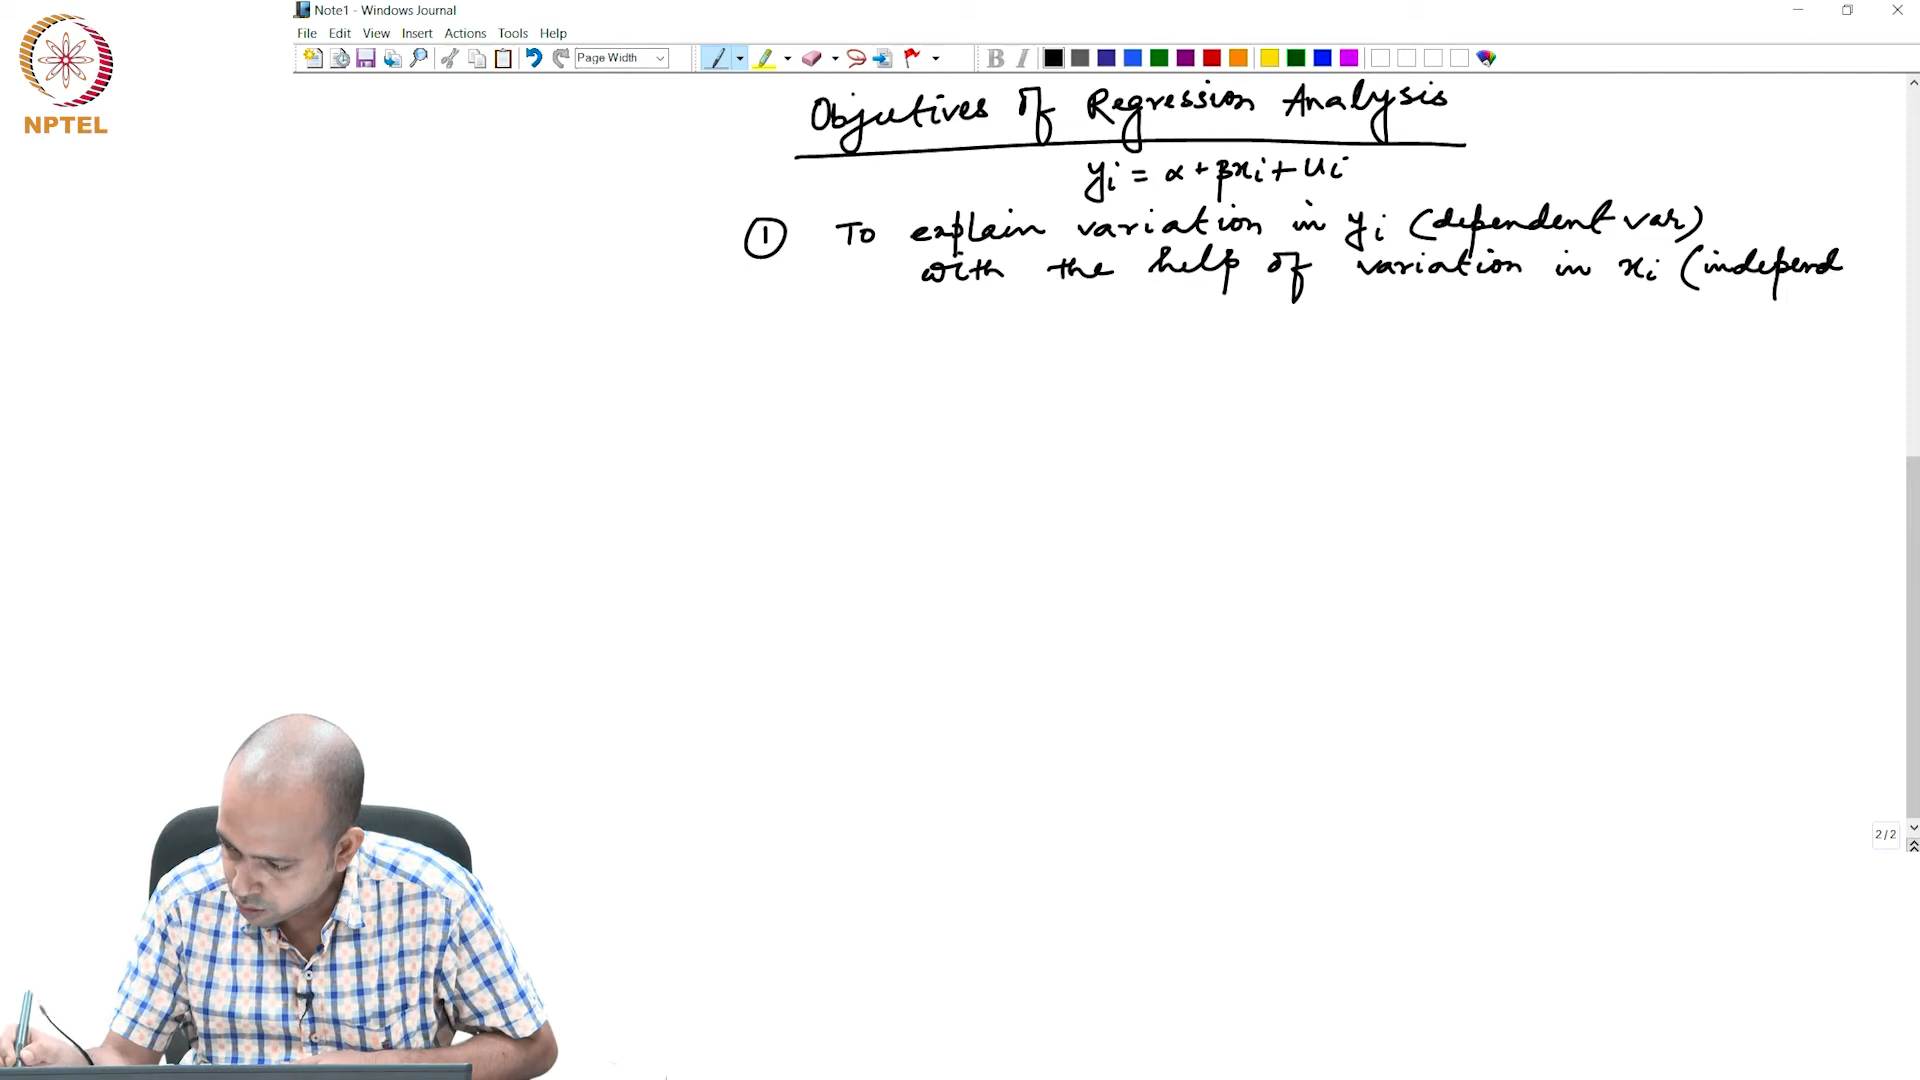 Note1 - Windows Journal
File Edit View Insert Actions Tools Help
Page Width
B I
NPTEL
Objectives Of Regression Analysis
yi = α + βxi + ui
① To explain variation in yi (dependent var)
with the help of variation in xi (independ
2/2